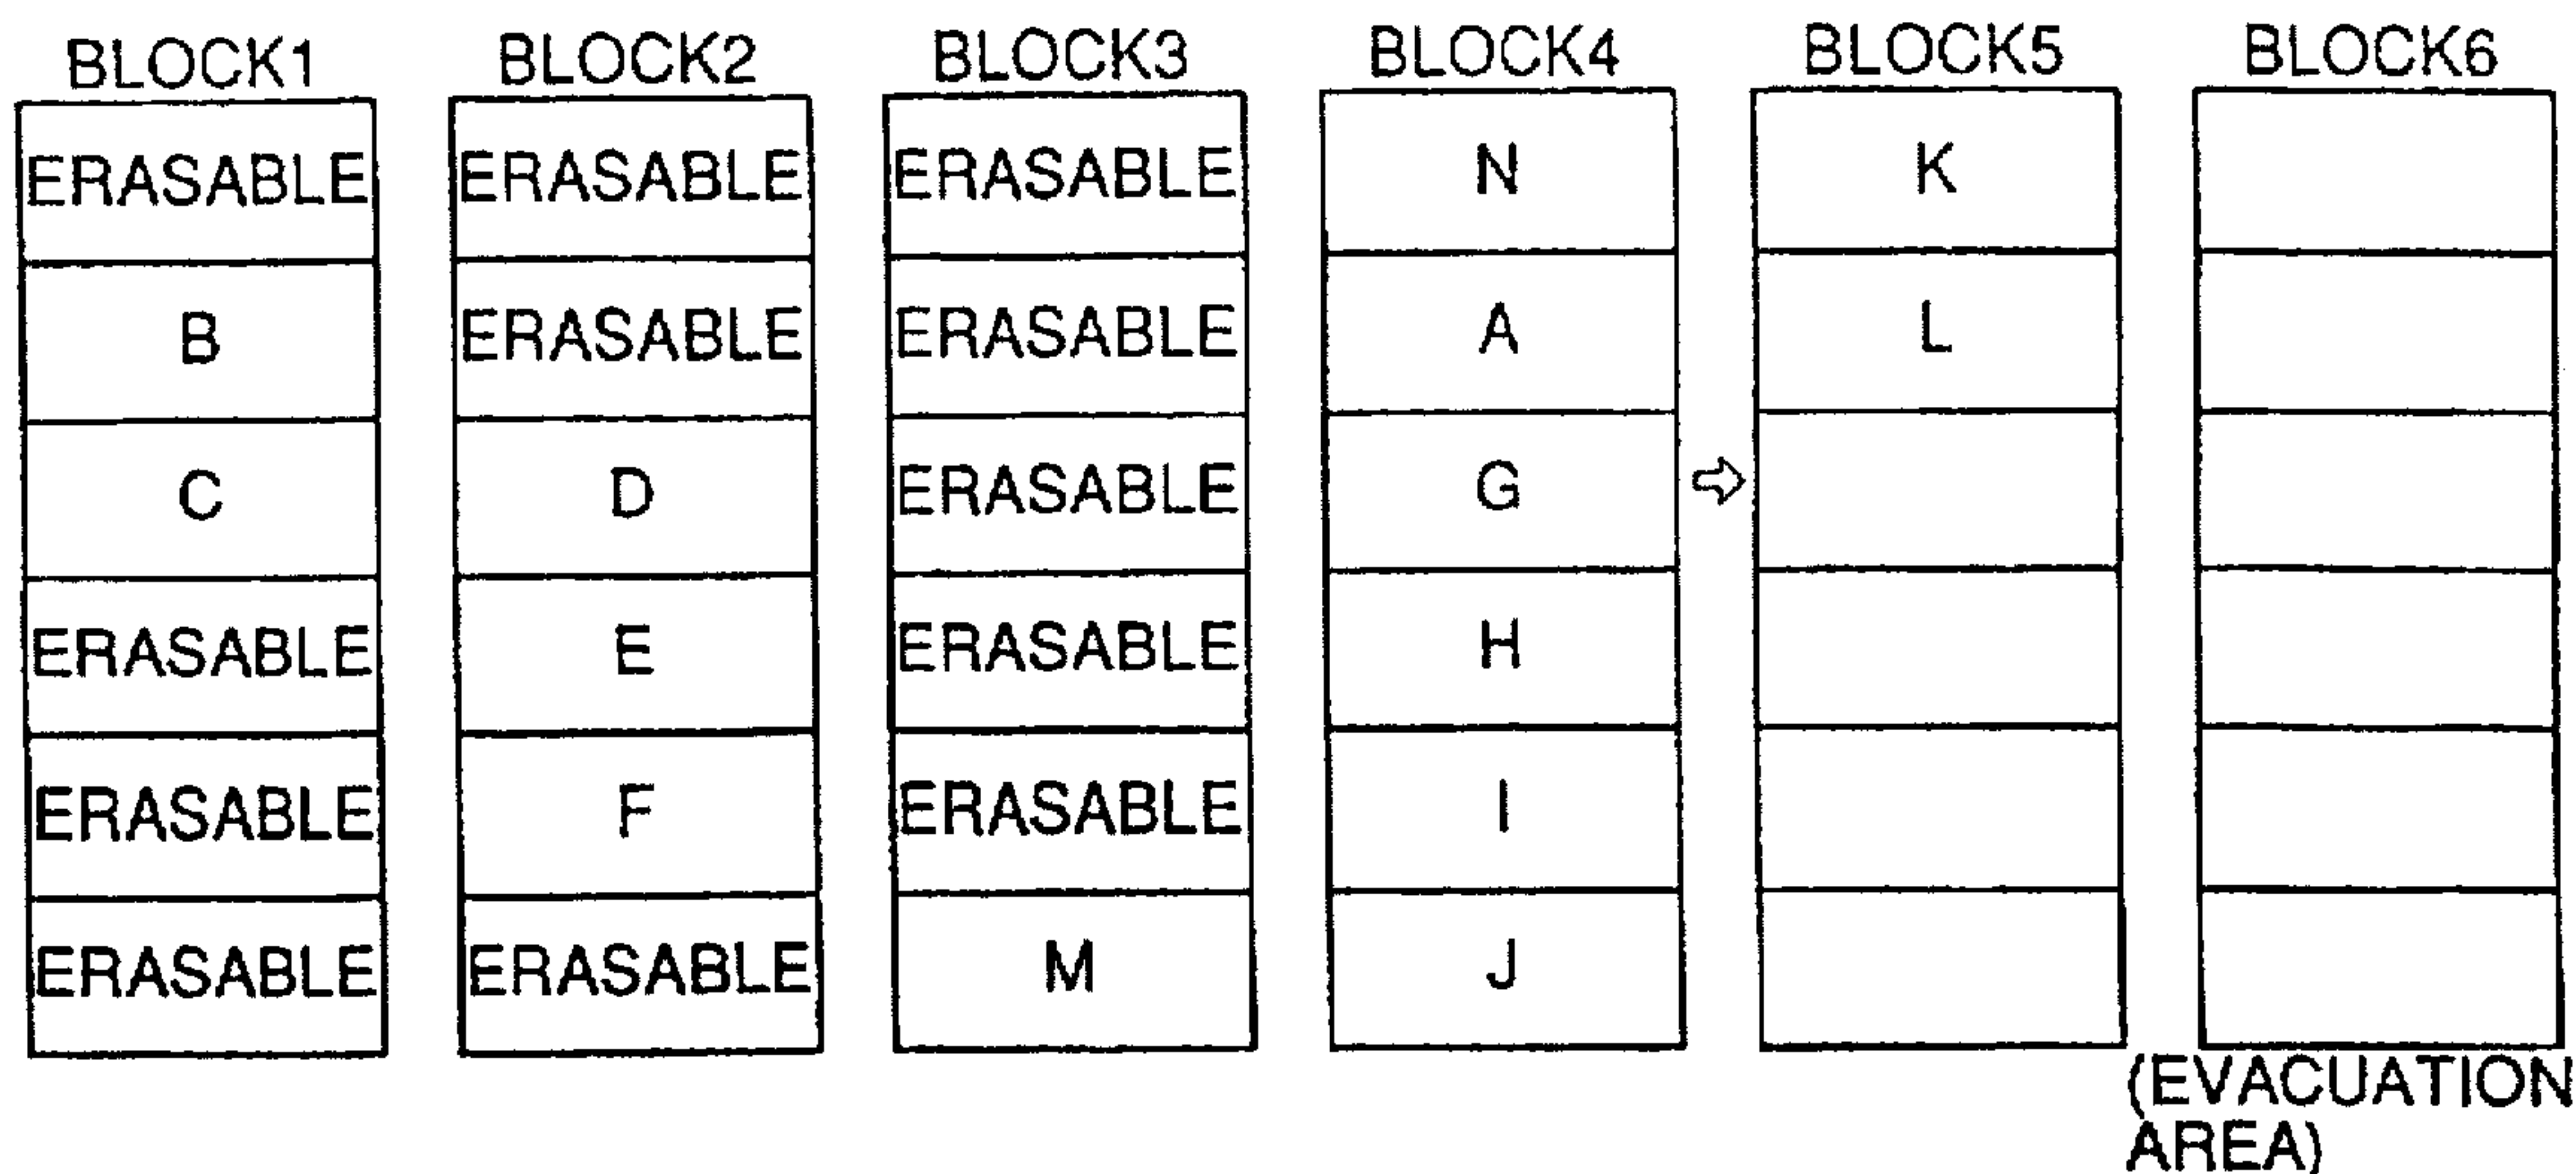 BLOCK1 BLOCK2 BLOCK3 BLOCK4 BLOCK5 BLOCK6
ERASABLE ERASABLE ERASABLE N K
B ERASABLE ERASABLE A L
C D ERASABLE G
ERASABLE E ERASABLE H
ERASABLE F ERASABLE I
ERASABLE ERASABLE M J
(EVACUATION
AREA)